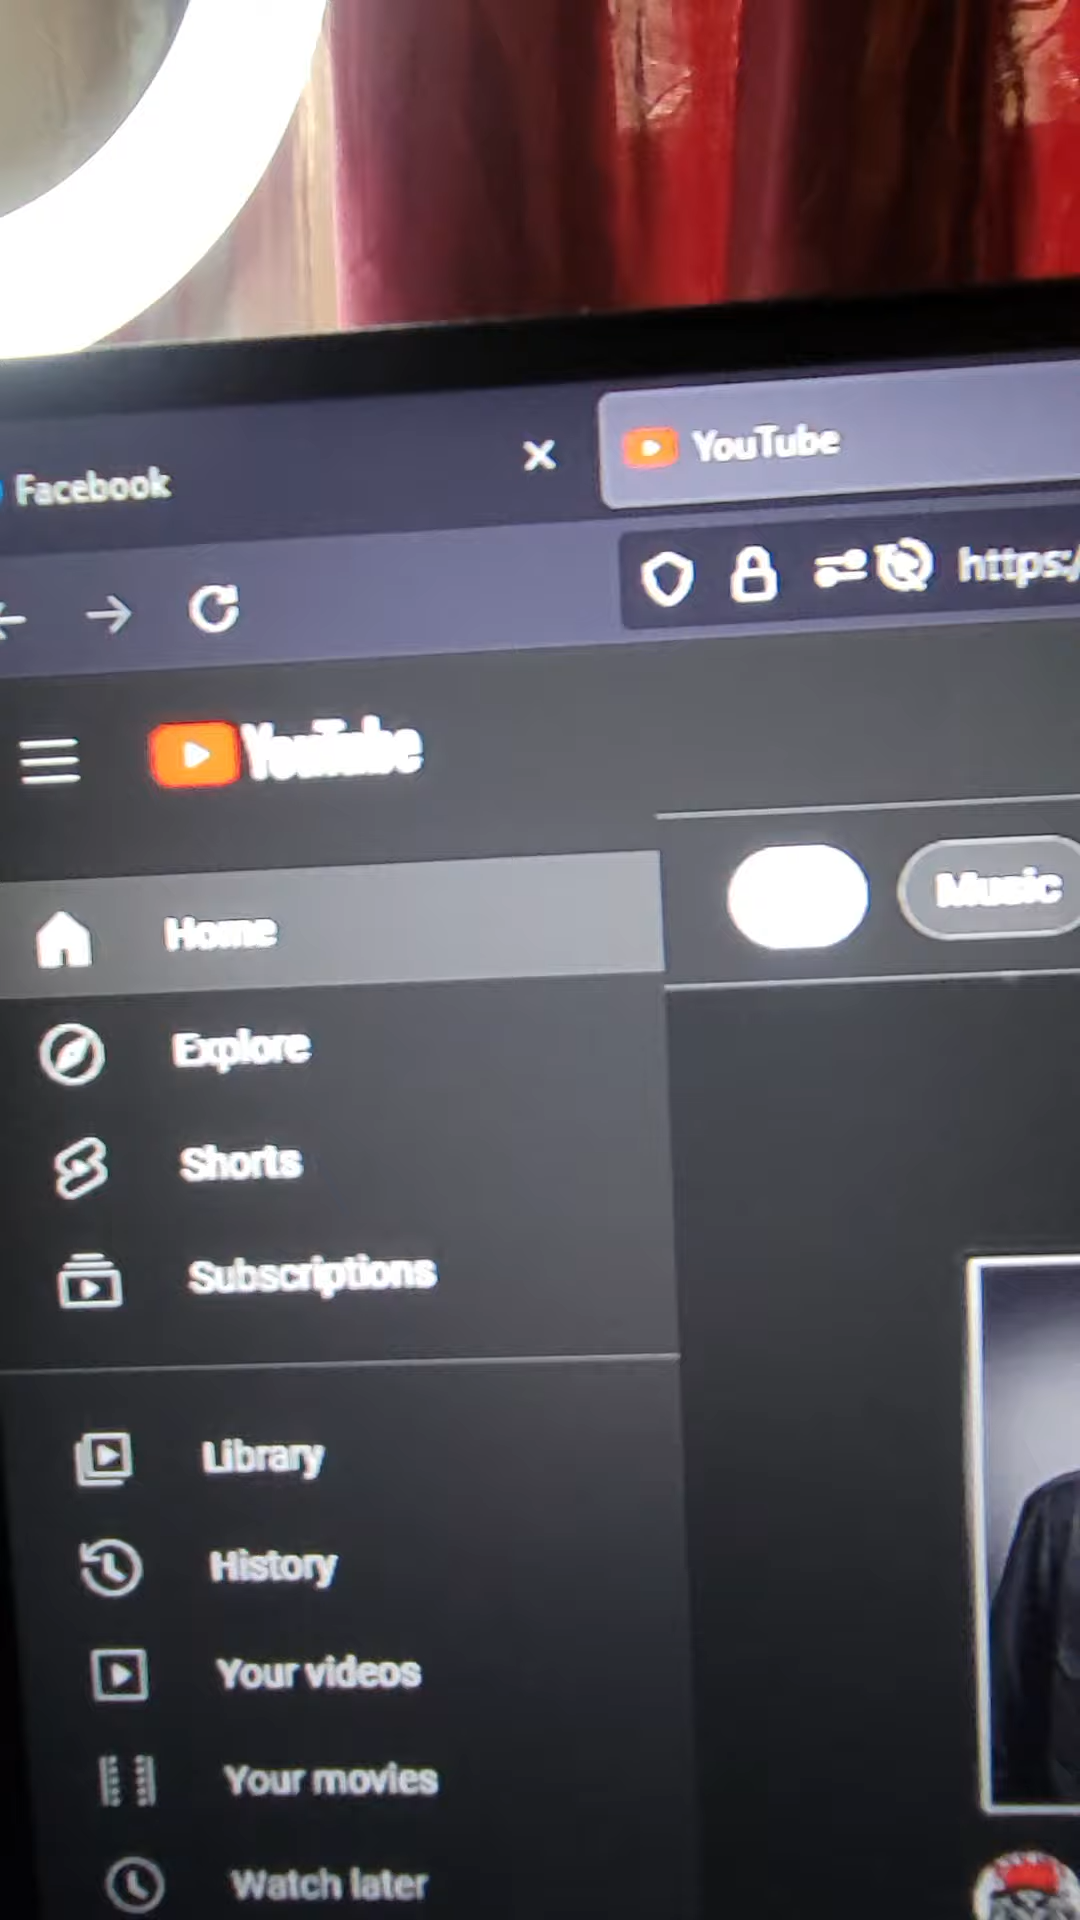 Facebook
YouTube
https:/
YouTube
Music
Home
Explore
Shorts
Subscriptions
Library
History
Your videos
Your movies
Watch later